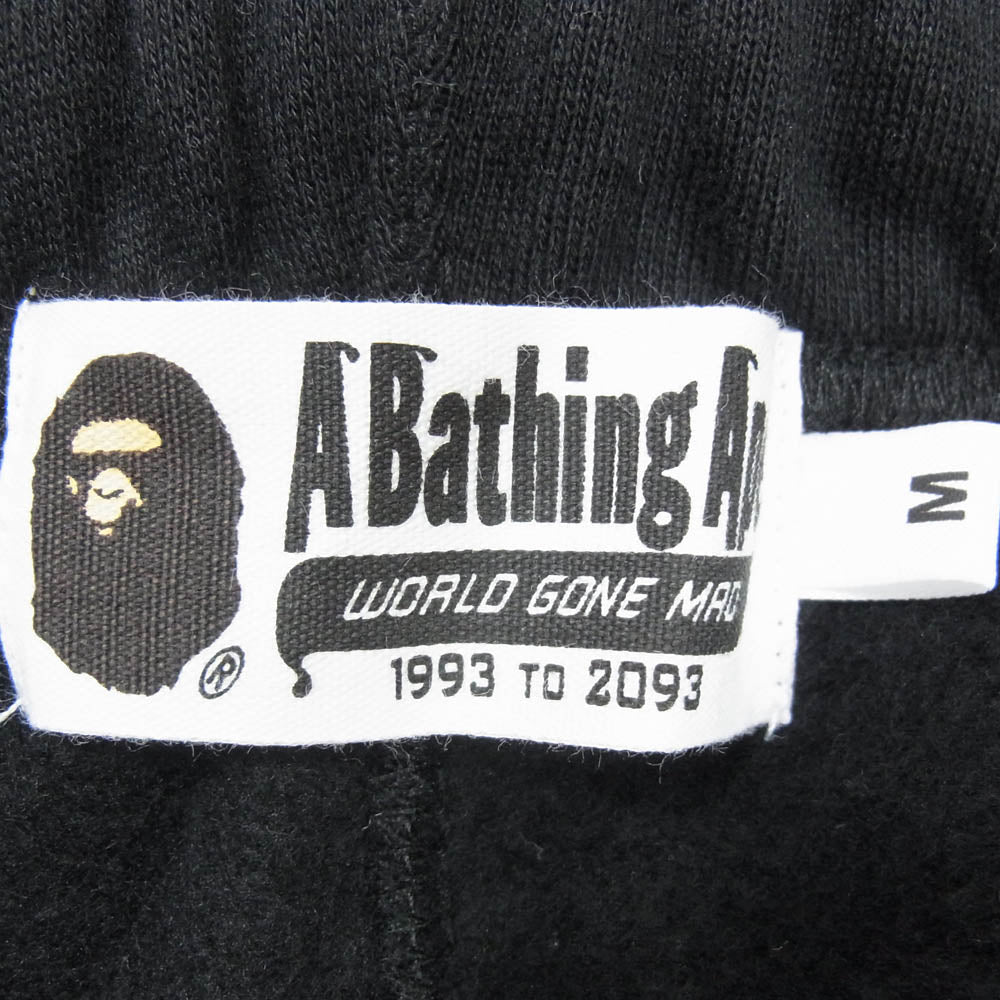 A Bathing Ap
WORLD GONE MAD
1993 TO 2093
®
M